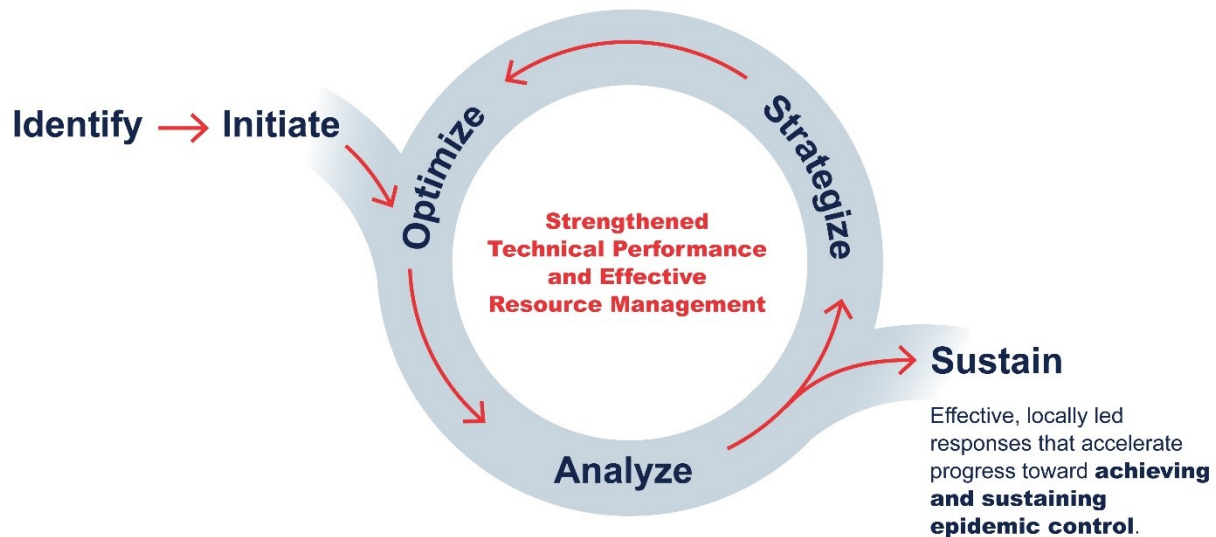 Identify
Initiate
Optimize
Strategize
Strengthened
Technical Performance
and Effective
Resource Management
Analyze
Sustain
Effective, locally led
responses that accelerate
progress toward achieving
and sustaining
epidemic control.